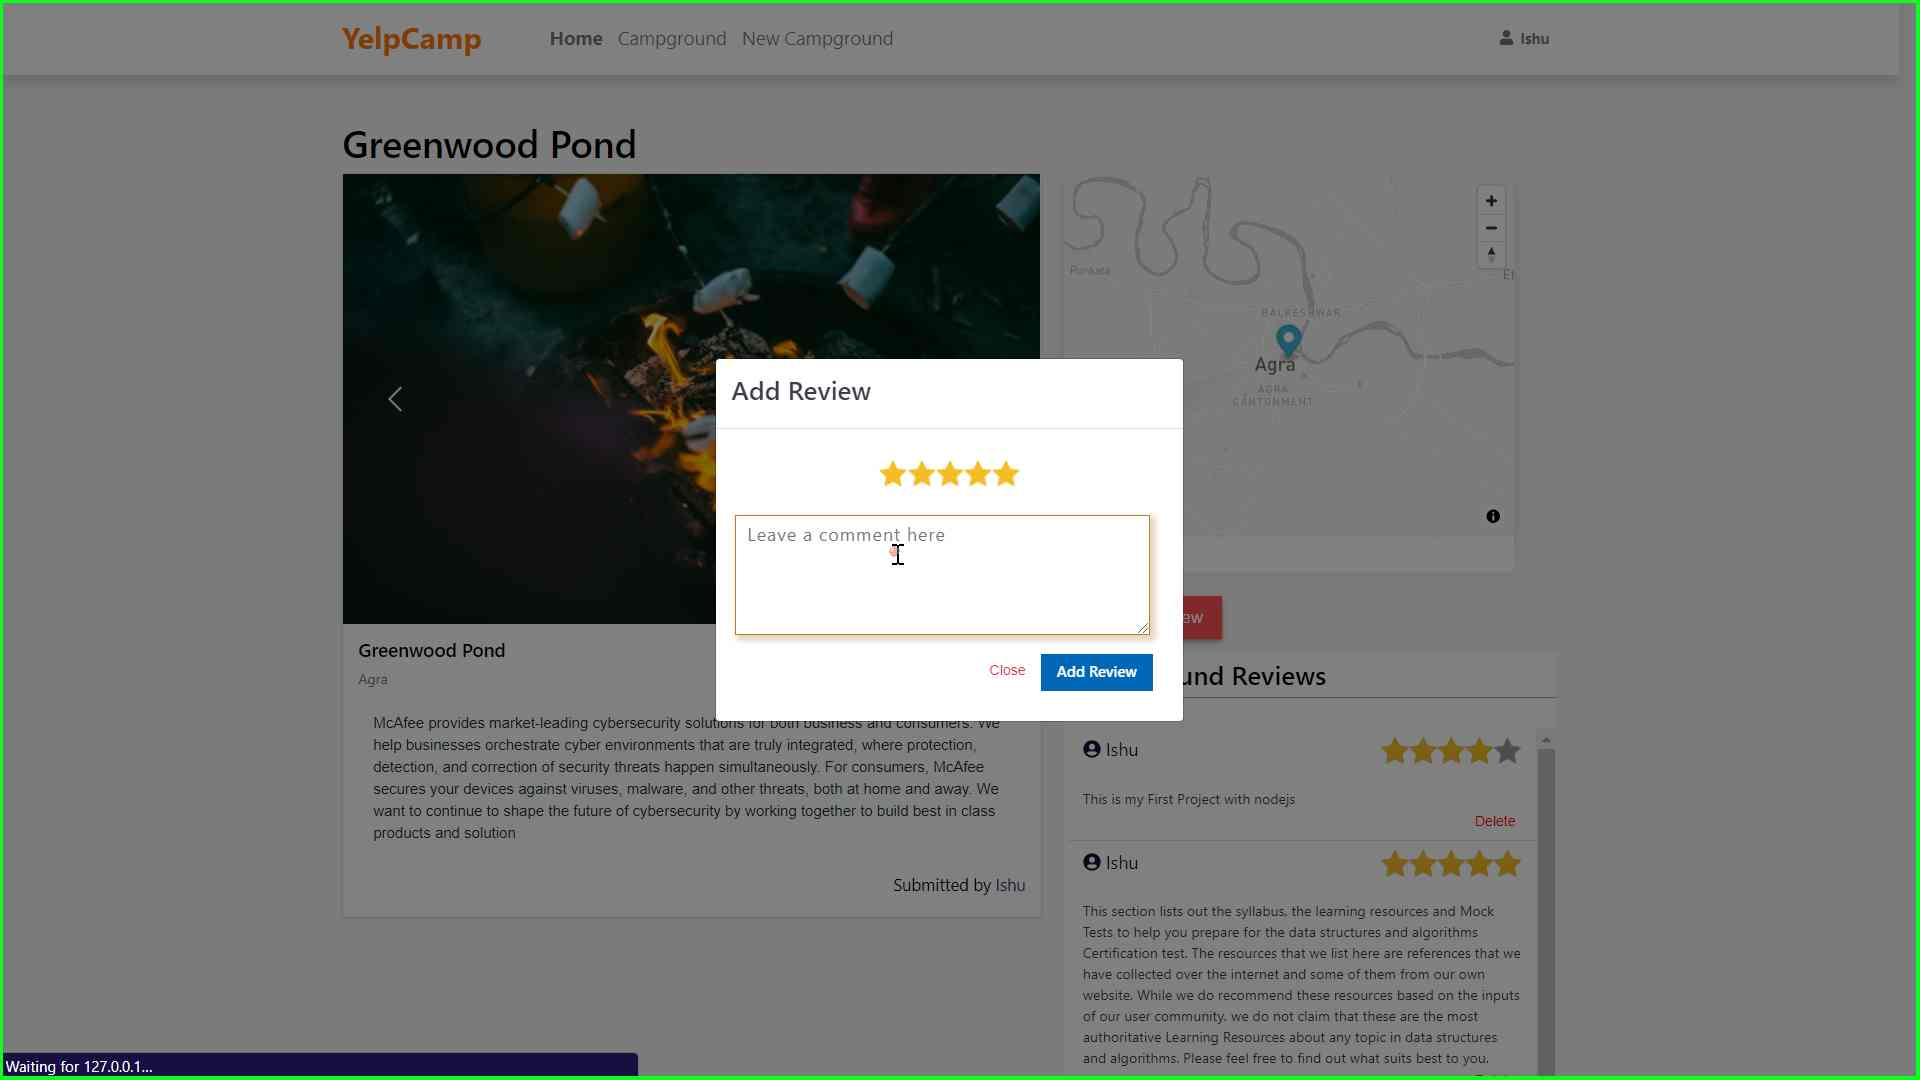 YelpCamp Home Campground New Campground Ishu
Greenwood Pond
BALKESHWAR
Agra
AGRA
CANTONMENT
Add Review
Leave a comment here
Close Add Review
ew
Greenwood Pond
Agra
McAfee provides market-leading cybersecurity solutions for both business and consumers. We
help businesses orchestrate cyber environments that are truly integrated, where protection,
detection, and correction of security threats happen simultaneously. For consumers, McAfee
secures your devices against viruses, malware, and other threats, both at home and away. We
want to continue to shape the future of cybersecurity by working together to build best in class
products and solution
Submitted by Ishu
und Reviews
Ishu
This is my First Project with nodejs
Delete
Ishu
This section lists out the syllabus, the learning resources and Mock
Tests to help you prepare for the data structures and algorithms
Certification test. The resources that we list here are references that we
have collected over the internet and some of them from our own
website. While we do recommend these resources based on the inputs
of our user community, we do not claim that these are the most
authoritative Learning Resources about any topic in data structures
and algorithms. Please feel free to find out what suits best to you.
Waiting for 127.0.0.1...